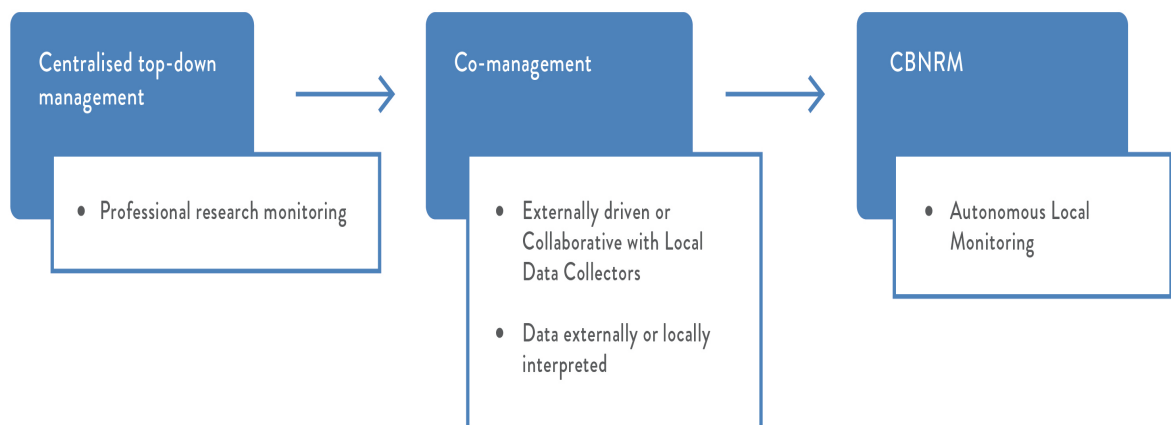 Centralised top-down
management
• Professional research monitoring
Co-management
• Externally driven or
Collaborative with Local
Data Collectors
• Data externally or locally
interpreted
CBNRM
• Autonomous Local
Monitoring